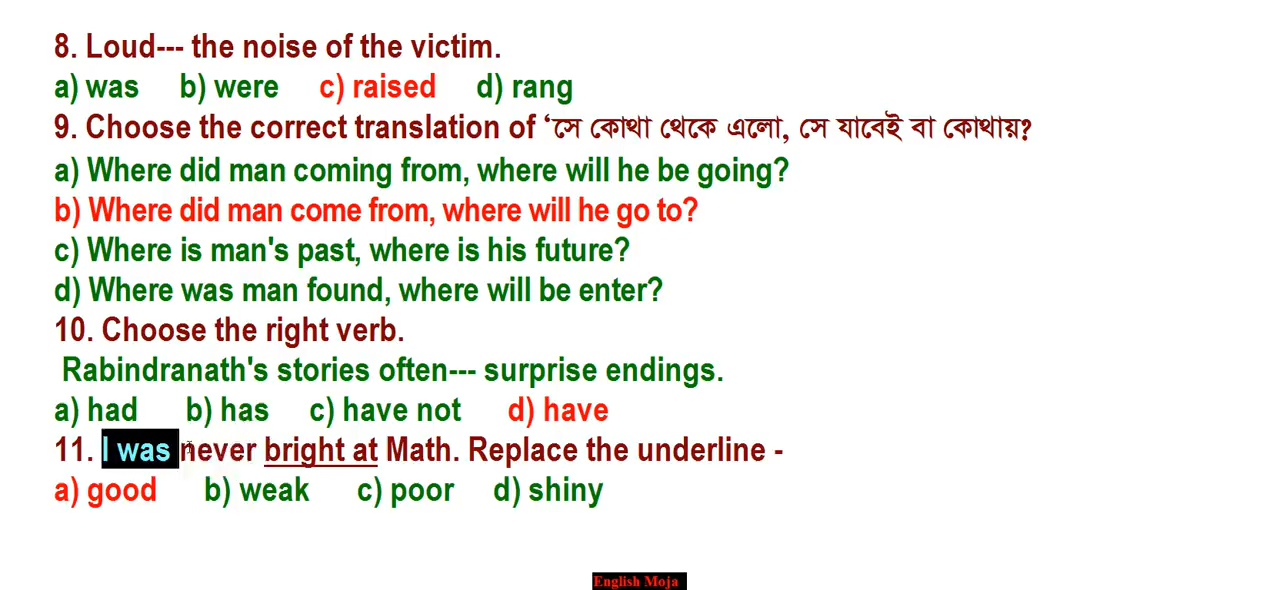 8. Loud--- the noise of the victim.
a) was b) were c) raised d) rang
9. Choose the correct translation of ‘সে কোথা থেকে এলো, সে যাবেই বা কোথায়?
a) Where did man coming from, where will he be going?
b) Where did man come from, where will he go to?
c) Where is man's past, where is his future?
d) Where was man found, where will be enter?
10. Choose the right verb.
Rabindranath's stories often--- surprise endings.
a) had b) has c) have not d) have
11. I was never bright at Math. Replace the underline -
a) good b) weak c) poor d) shiny
English Moja